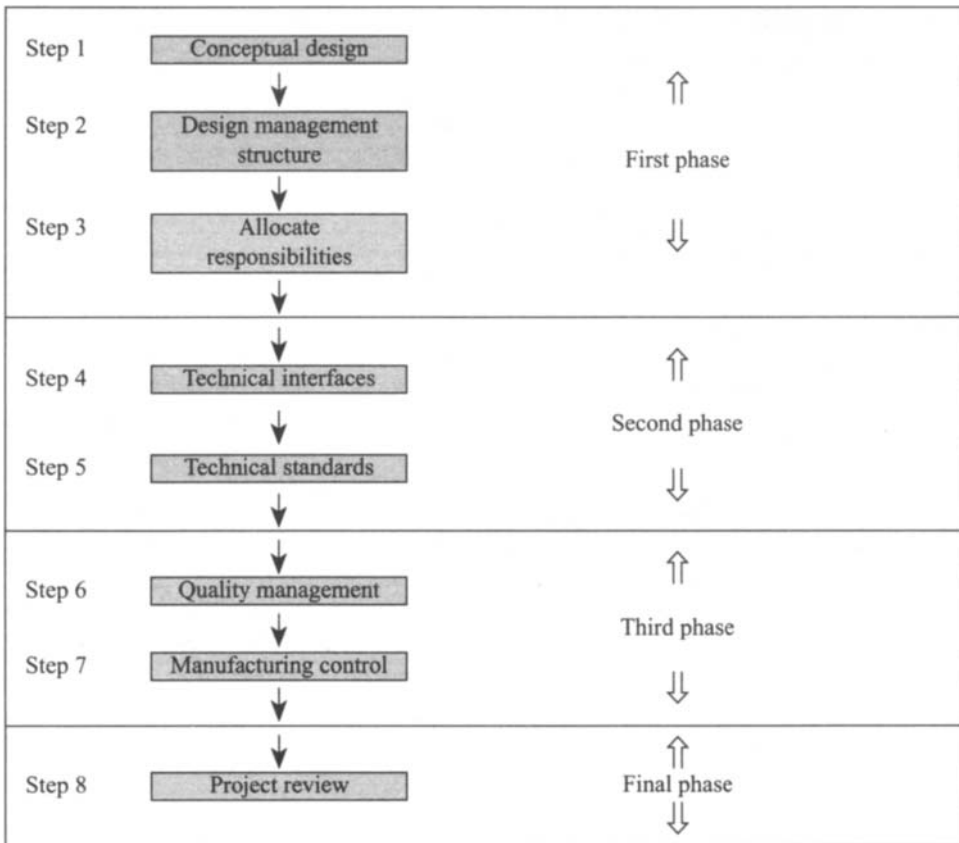 Step 1
Conceptual design
Step 2
Design management
structure
First phase
Step 3
Allocate
responsibilities
Step 4
Technical interfaces
Second phase
Step 5
Technical standards
Step 6
Quality management
Third phase
Step 7
Manufacturing control
Step 8
Project review
Final phase